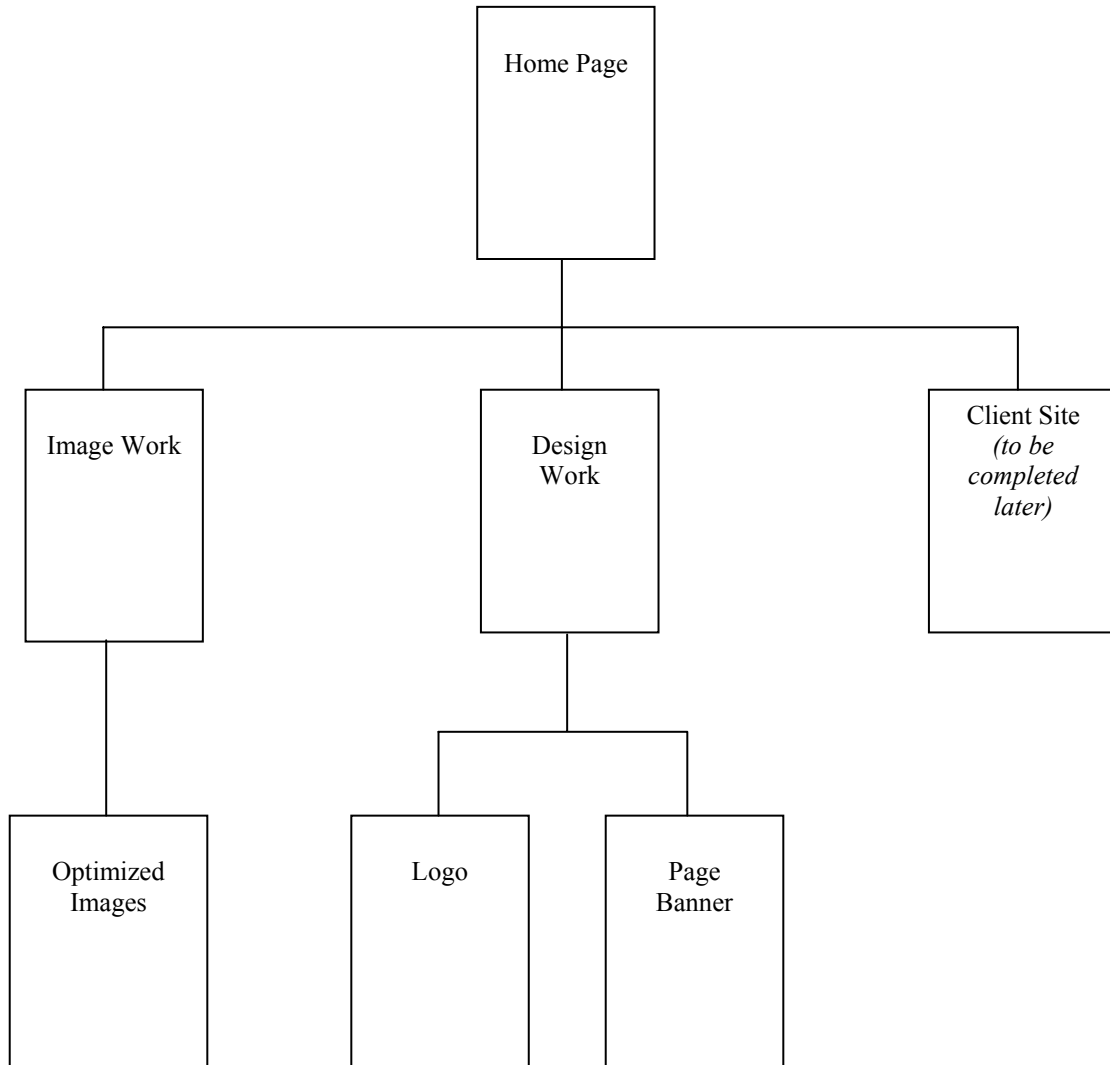 Home Page
Image Work
Design
Work
Client Site
(to be
completed
later)
Optimized
Images
Logo
Page
Banner